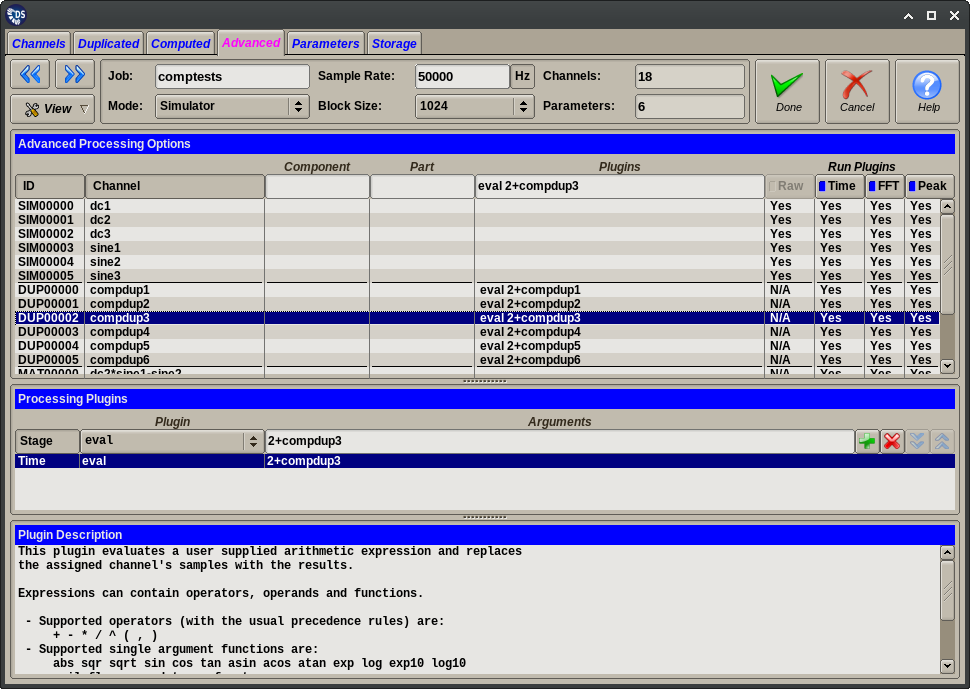 DS
Channels Duplicated Computed Advanced Parameters Storage
Job: comptests Sample Rate: 50000 Hz Channels: 18
View Mode: Simulator Block Size: 1024 Parameters: 6
Done Cancel Help
Advanced Processing Options
Component Part Plugins Run Plugins
ID Channel eval 2+compdup3 Raw Time FFT Peak
SIM00000 dc1 Yes Yes Yes Yes
SIM00001 dc2 Yes Yes Yes Yes
SIM00002 dc3 Yes Yes Yes Yes
SIM00003 sine1 Yes Yes Yes Yes
SIM00004 sine2 Yes Yes Yes Yes
SIM00005 sine3 Yes Yes Yes Yes
DUP00000 compdup1 eval 2+compdup1 N/A Yes Yes Yes
DUP00001 compdup2 eval 2+compdup2 N/A Yes Yes Yes
DUP00002 compdup3 eval 2+compdup3 N/A Yes Yes Yes
DUP00003 compdup4 eval 2+compdup4 N/A Yes Yes Yes
DUP00004 compdup5 eval 2+compdup5 N/A Yes Yes Yes
DUP00005 compdup6 eval 2+compdup6 N/A Yes Yes Yes
MAT00000 dc2*sine1-sine2 N/A Yes Yes Yes
Processing Plugins
Plugin Arguments
Stage eval 2+compdup3
Time eval 2+compdup3
Plugin Description
This plugin evaluates a user supplied arithmetic expression and replaces
the assigned channel's samples with the results.
Expressions can contain operators, operands and functions.
- Supported operators (with the usual precedence rules) are:
+ - * / ^ ( , )
- Supported single argument functions are:
abs sqr sqrt sin cos tan asin acos atan exp log exp10 log10